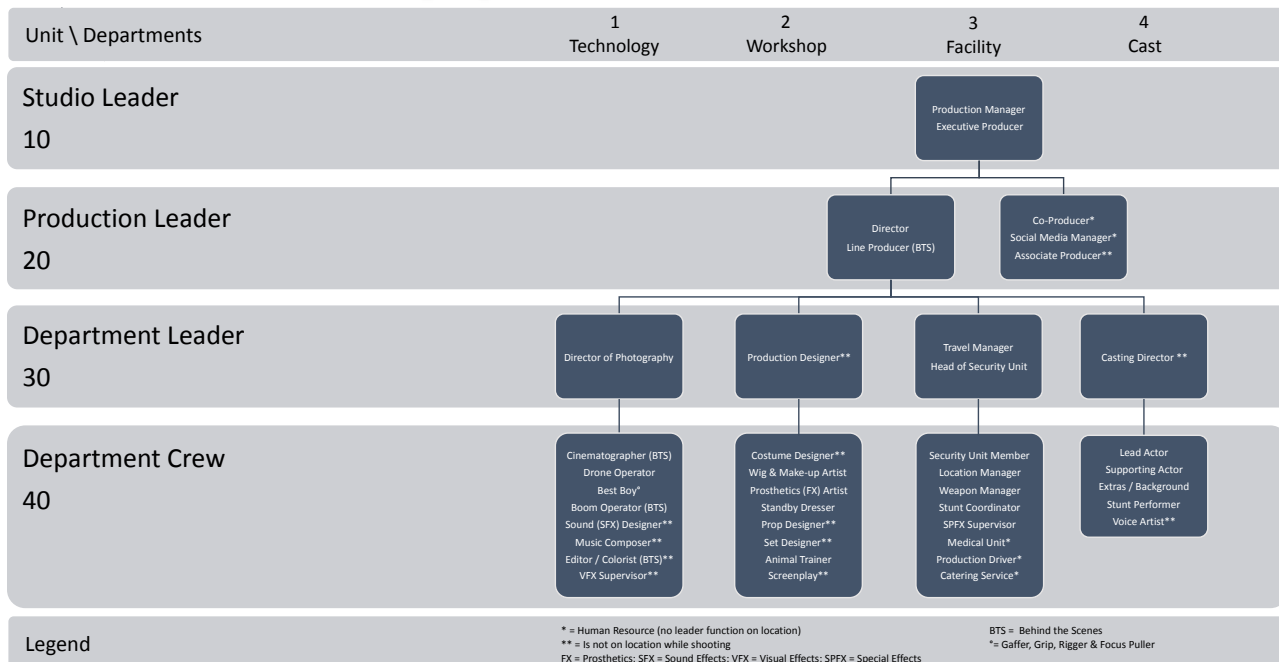 Unit \ Departments
1
Technology
2
Workshop
3
Facility
4
Cast
Studio Leader
10
Production Manager
Executive Producer
Production Leader
20
Director
Line Producer (BTS)
Co-Producer*
Social Media Manager*
Associate Producer**
Department Leader
30
Director of Photography
Production Designer**
Travel Manager
Head of Security Unit
Casting Director **
Department Crew
40
Cinematographer (BTS)
Drone Operator
Best Boy°
Boom Operator (BTS)
Sound (SFX) Designer**
Music Composer**
Editor / Colorist (BTS)**
VFX Supervisor**
Costume Designer**
Wig & Make-up Artist
Prosthetics (FX) Artist
Standby Dresser
Prop Designer**
Set Designer**
Animal Trainer
Screenplay**
Security Unit Member
Location Manager
Weapon Manager
Stunt Coordinator
SPFX Supervisor
Medical Unit*
Production Driver*
Catering Service*
Lead Actor
Supporting Actor
Extras / Background
Stunt Performer
Voice Artist**
Legend
* = Human Resource (no leader function on location)
** = Is not on location while shooting
FX = Prosthetics; SFX = Sound Effects; VFX = Visual Effects; SPFX = Special Effects
BTS = Behind the Scenes
°= Gaffer, Grip, Rigger & Focus Puller